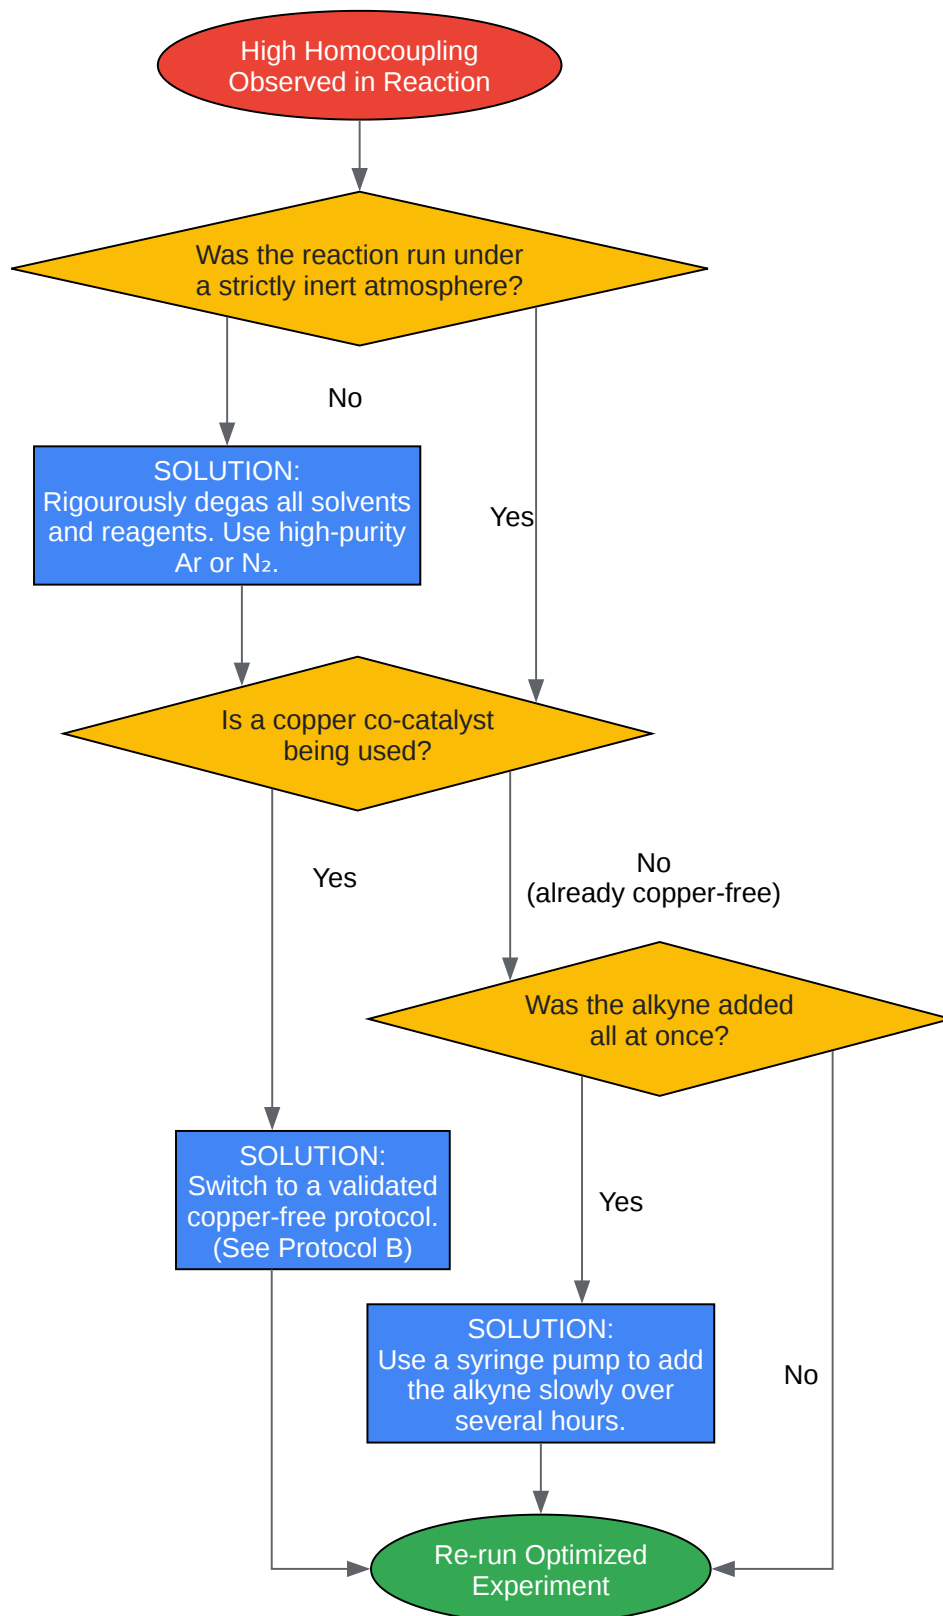 High Homocoupling
Observed in Reaction
Was the reaction run under
a strictly inert atmosphere?
No
SOLUTION:
Rigourously degas all solvents
and reagents. Use high-purity
Ar or N₂.
Yes
Is a copper co-catalyst
being used?
Yes
No
(already copper-free)
Was the alkyne added
all at once?
SOLUTION:
Switch to a validated
copper-free protocol.
(See Protocol B)
Yes
SOLUTION:
Use a syringe pump to add
the alkyne slowly over
several hours.
No
Re-run Optimized
Experiment